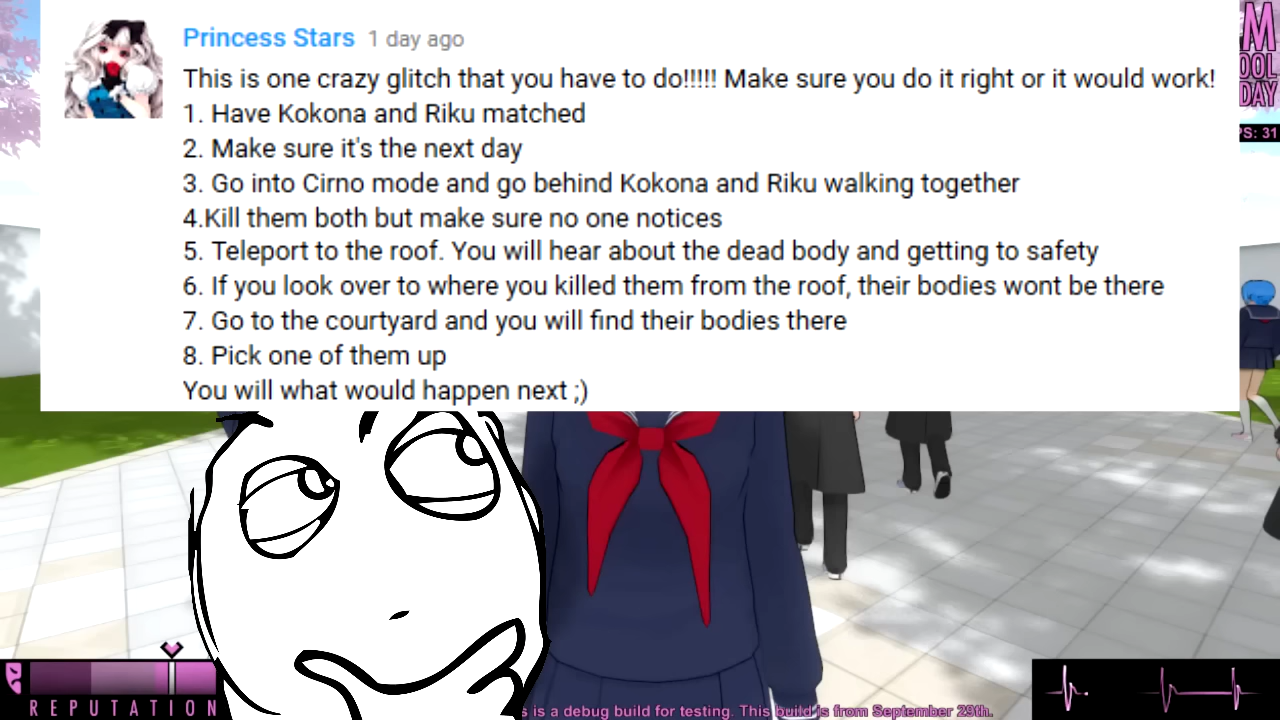 Princess Stars 1 day ago
This is one crazy glitch that you have to do!!!!! Make sure you do it right or it would work!
1. Have Kokona and Riku matched
2. Make sure it's the next day
3. Go into Cirno mode and go behind Kokona and Riku walking together
4.Kill them both but make sure no one notices
5. Teleport to the roof. You will hear about the dead body and getting to safety
6. If you look over to where you killed them from the roof, their bodies wont be there
7. Go to the courtyard and you will find their bodies there
8. Pick one of them up
You will what would happen next ;)
M
OOL
DAY
PS: 31
REPUTATION
s is a debug build for testing. This build is from September 29th.